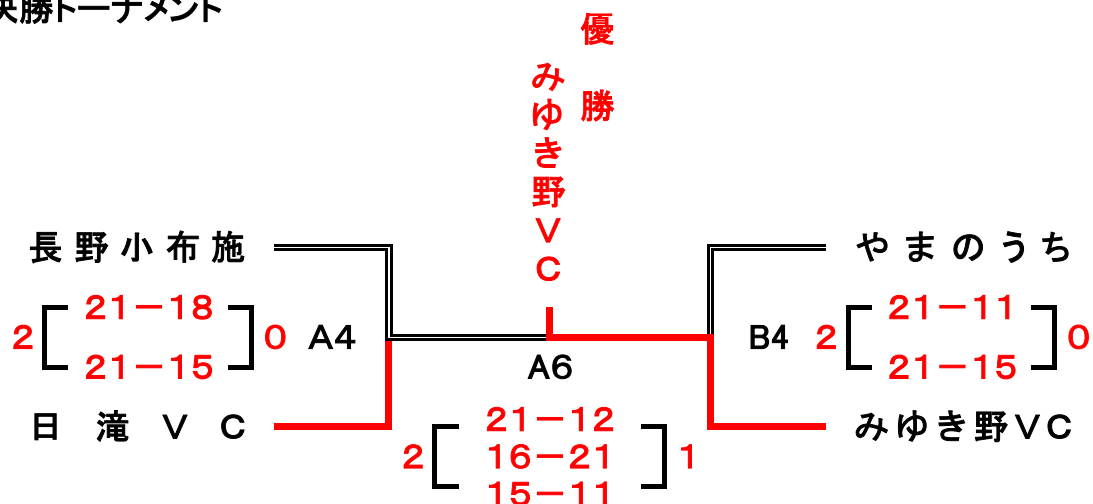 決勝トーナメント
優勝
みゆき野VC
長野小布施
やまのうち
2 21－18 0 A4
21－15
B4 2 21－11 0
21－15
A6
日滝VC
みゆき野VC
21－12
2 16－21 1
15－11